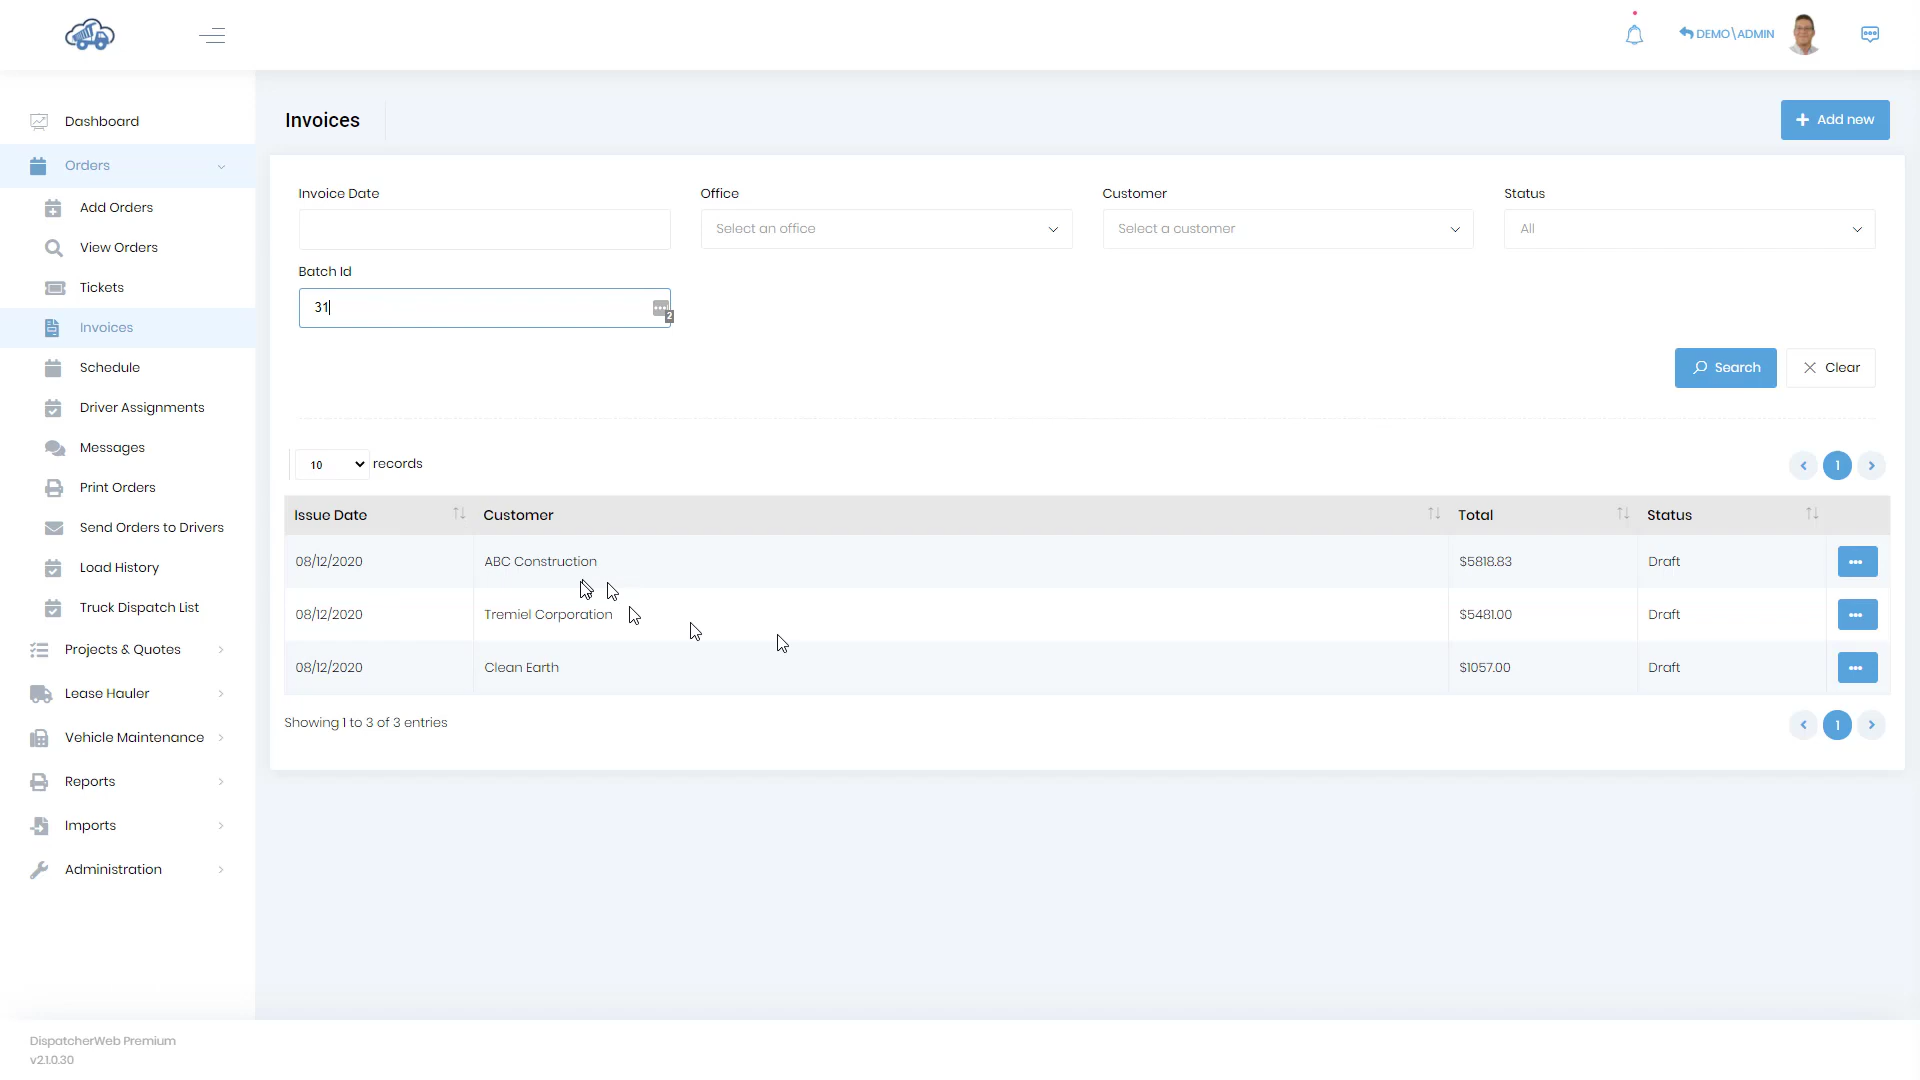 DEMO\ADMIN
Dashboard
Orders
Add Orders
View Orders
Tickets
Invoices
Schedule
Driver Assignments
Messages
Print Orders
Send Orders to Drivers
Load History
Truck Dispatch List
Projects & Quotes
Lease Hauler
Vehicle Maintenance
Reports
Imports
Administration
DispatcherWeb Premium
v2.1.0.30
Invoices
Add new
Invoice Date Office Customer Status
Select an office Select a customer All
Batch Id
31
2
Search Clear
10 records
1
Issue Date Customer Total Status
08/12/2020 ABC Construction $5818.83 Draft
08/12/2020 Tremiel Corporation $5481.00 Draft
08/12/2020 Clean Earth $1057.00 Draft
Showing 1 to 3 of 3 entries
1